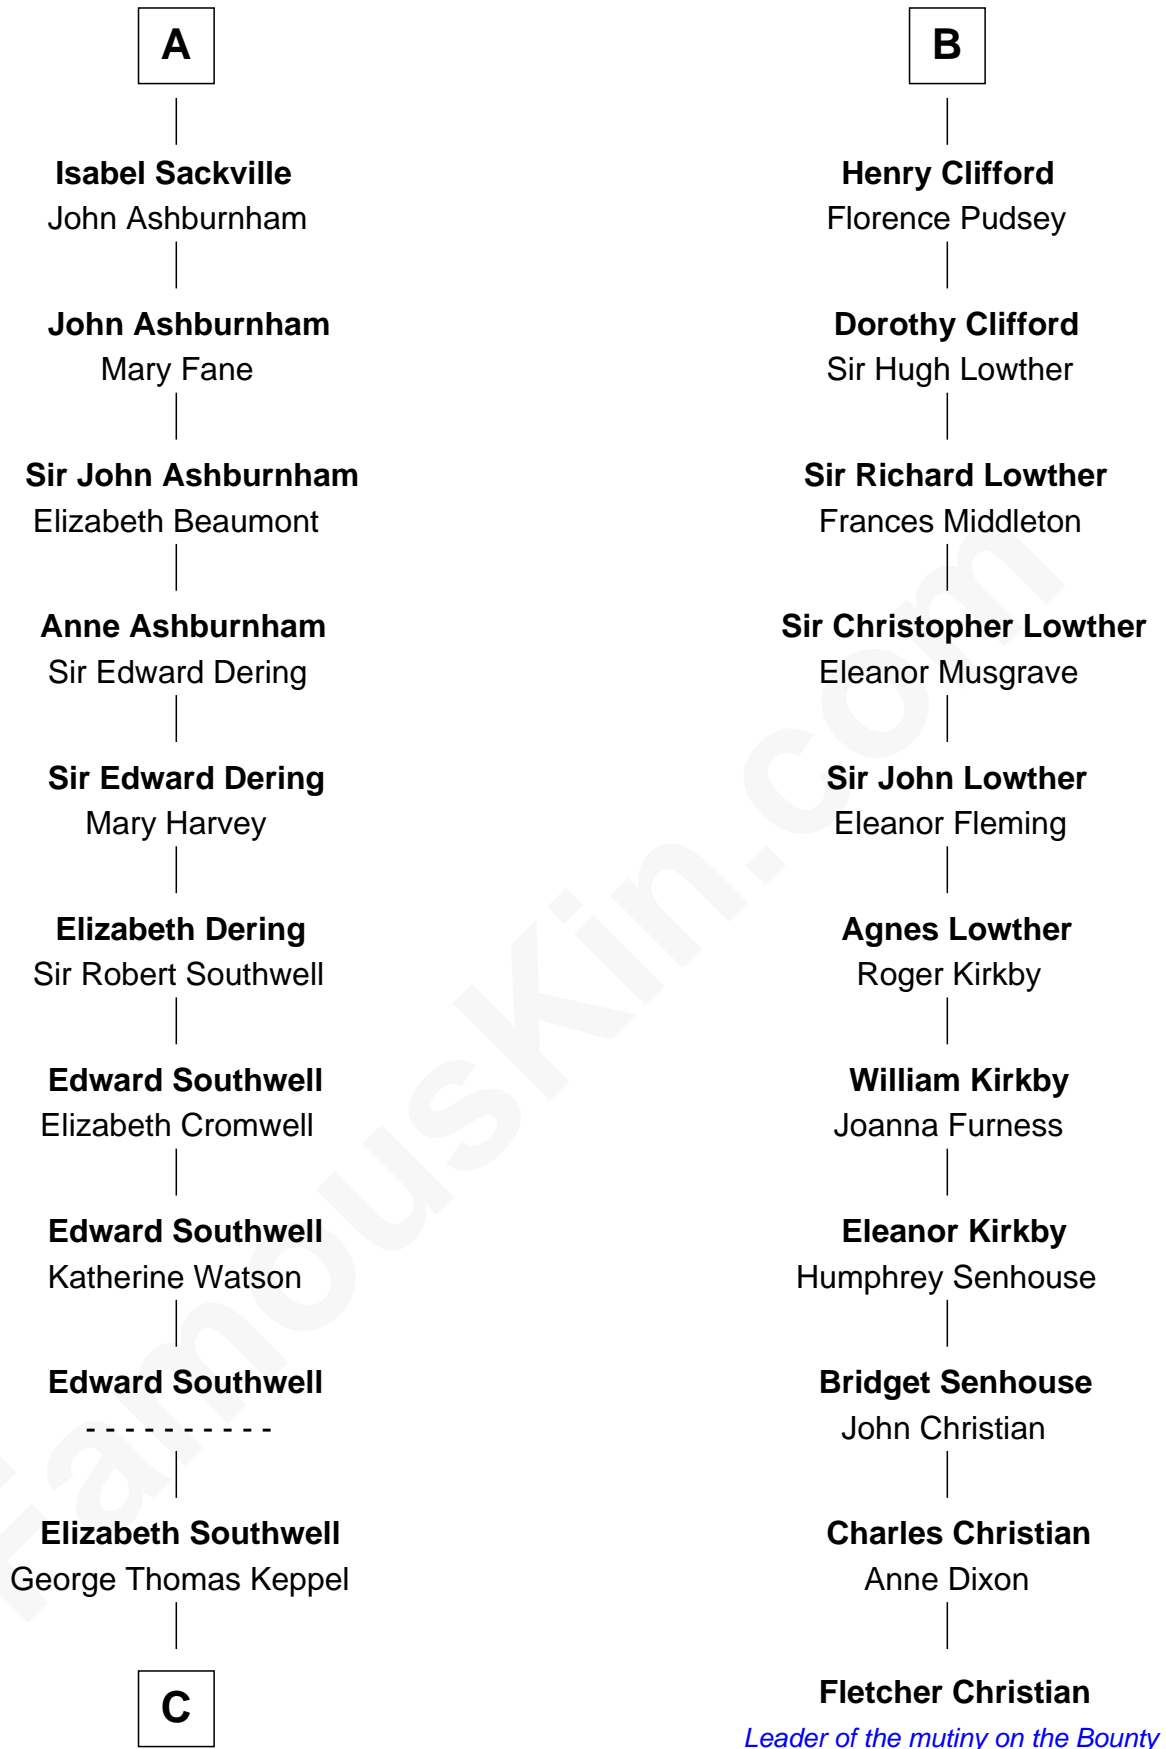 A
Isabel Sackville
John Ashburnham
John Ashburnham
Mary Fane
Sir John Ashburnham
Elizabeth Beaumont
Anne Ashburnham
Sir Edward Dering
Sir Edward Dering
Mary Harvey
Elizabeth Dering
Sir Robert Southwell
Edward Southwell
Elizabeth Cromwell
Edward Southwell
Katherine Watson
Edward Southwell
- - - - - - - - - -
Elizabeth Southwell
George Thomas Keppel
C
B
Henry Clifford
Florence Pudsey
Dorothy Clifford
Sir Hugh Lowther
Sir Richard Lowther
Frances Middleton
Sir Christopher Lowther
Eleanor Musgrave
Sir John Lowther
Eleanor Fleming
Agnes Lowther
Roger Kirkby
William Kirkby
Joanna Furness
Eleanor Kirkby
Humphrey Senhouse
Bridget Senhouse
John Christian
Charles Christian
Anne Dixon
Fletcher Christian
Leader of the mutiny on the Bounty
FamousKin.com